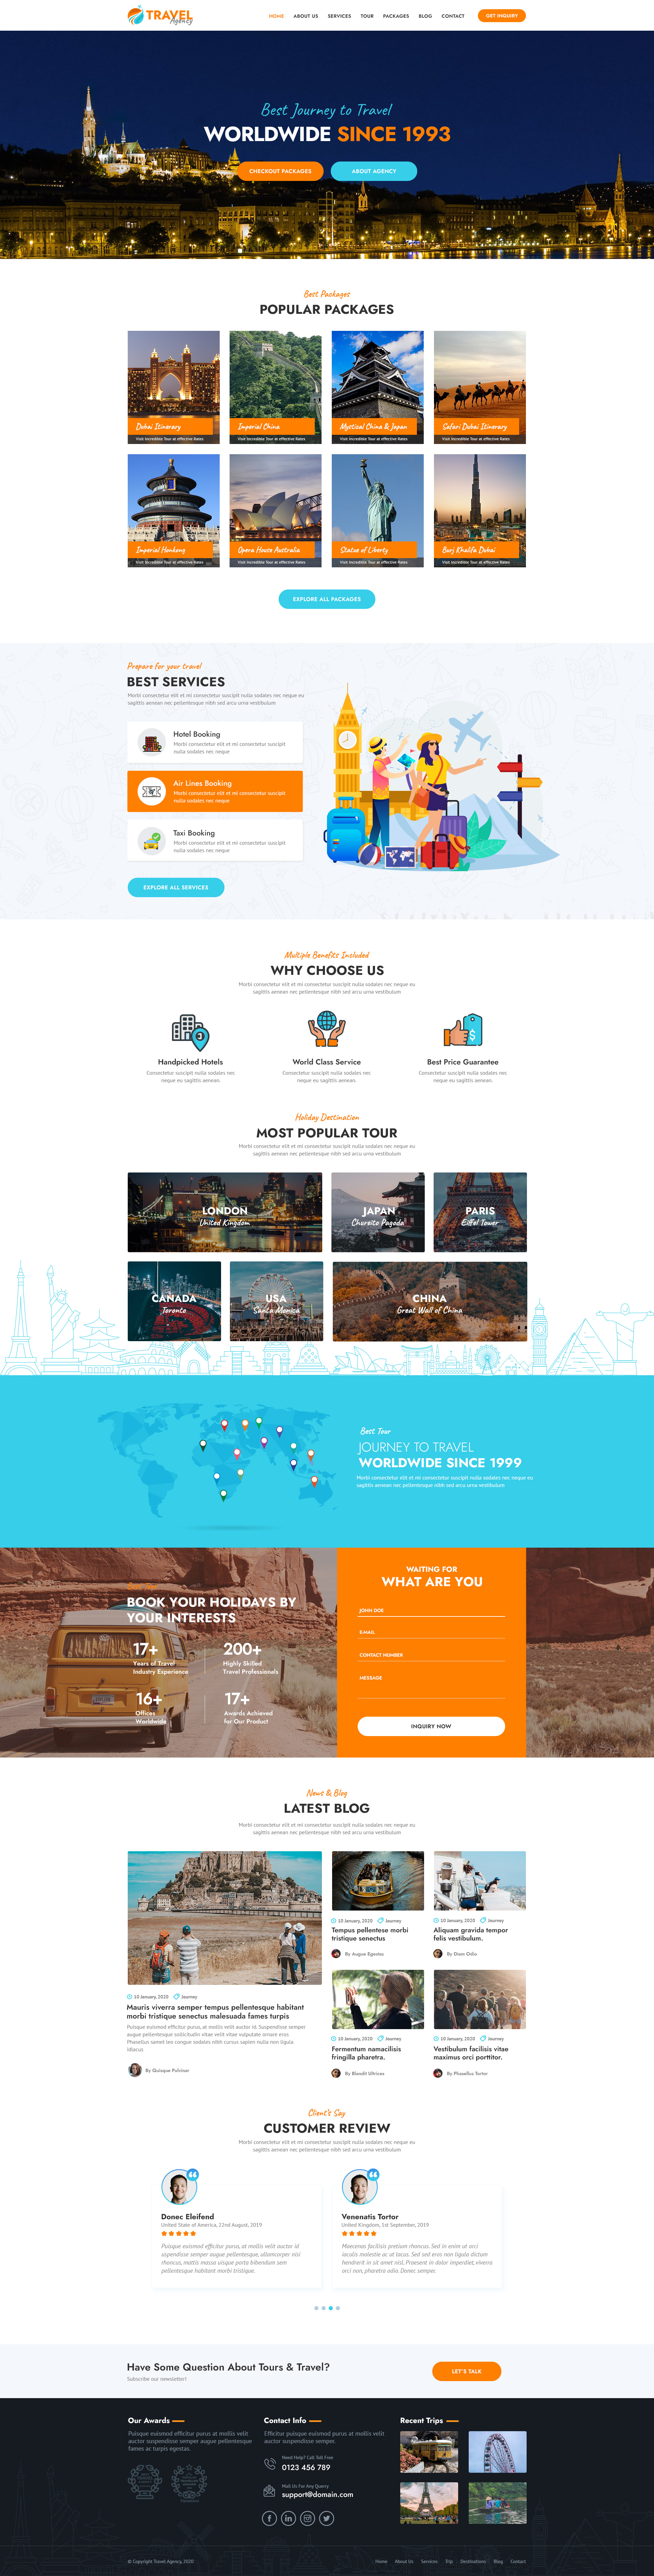 TRAVEL
Agency
HOME ABOUT US SERVICES TOUR PACKAGES BLOG CONTACT
GET INQUIRY
Best Journey to Travel
WORLDWIDE SINCE 1993
CHECKOUT PACKAGES
ABOUT AGENCY
Best Packages
POPULAR PACKAGES
Dubai Itinerary
Visit Incredible Tour at effective Rates
Imperial China
Visit Incredible Tour at effective Rates
Mystical China & Japan
Visit Incredible Tour at effective Rates
Safari Dubai Itinerary
Visit Incredible Tour at effective Rates
Imperial Honkong
Visit Incredible Tour at effective Rates
Opera House Australia
Visit Incredible Tour at effective Rates
Statue of Liberty
Visit Incredible Tour at effective Rates
Burj Khalifa Dubai
Visit Incredible Tour at effective Rates
EXPLORE ALL PACKAGES
Prepare for your travel
BEST SERVICES
Morbi consectetur elit et mi consectetur suscipit nulla sodales nec neque eu
sagittis aenean nec pellentesque nibh sed arcu urna vestibulum
Hotel Booking
Morbi consectetur elit et mi consectetur suscipit
nulla sodales nec neque
Air Lines Booking
Morbi consectetur elit et mi consectetur suscipit
nulla sodales nec neque
Taxi Booking
Morbi consectetur elit et mi consectetur suscipit
nulla sodales nec neque
EXPLORE ALL SERVICES
Multiple Benefits Included
WHY CHOOSE US
Morbi consectetur elit et mi consectetur suscipit nulla sodales nec neque eu
sagittis aenean nec pellentesque nibh sed arcu urna vestibulum
Handpicked Hotels
Consectetur suscipit nulla sodales nec
neque eu sagittis aenean.
World Class Service
Consectetur suscipit nulla sodales nec
neque eu sagittis aenean.
Best Price Guarantee
Consectetur suscipit nulla sodales nec
neque eu sagittis aenean.
Holiday Destination
MOST POPULAR TOUR
Morbi consectetur elit et mi consectetur suscipit nulla sodales nec neque eu
sagittis aenean nec pellentesque nibh sed arcu urna vestibulum
LONDON
United Kingdom
JAPAN
Chureito Pagoda
PARIS
Eiffel Tower
CANADA
Toronto
USA
Santa Monica
CHINA
Great Wall of China
Best Tour
JOURNEY TO TRAVEL
WORLDWIDE SINCE 1999
Morbi consectetur elit et mi consectetur suscipit nulla sodales nec neque eu
sagittis aenean nec pellentesque nibh sed arcu urna vestibulum
BOOK YOUR HOLIDAYS BY
YOUR INTERESTS
17+
Years of Travel
Industry Experience
200+
Highly Skilled
Travel Professionals
16+
Offices
Worldwide
17+
Awards Achieved
for Our Product
WAITING FOR
WHAT ARE YOU
JOHN DOE
EMAIL
CONTACT NUMBER
MESSAGE
INQUIRY NOW
News & Blog
LATEST BLOG
Morbi consectetur elit et mi consectetur suscipit nulla sodales nec neque eu
sagittis aenean nec pellentesque nibh sed arcu urna vestibulum
10 January, 2020 Journey
Mauris viverra semper tempus pellentesque habitant
morbi tristique senectus malesuada fames turpis
Puisque euismod efficitur purus, at mollis velit auctor id. Suspendisse semper
augue pellentesque sollicitudin vitae velit vitae vulputate ornare eros
Phasellus samet leo congue sodales nibh cursus sapien nulla non ligula
idlacus.
By Quisque Pulvinar
10 January, 2020 Journey
Tempus pellentese morbi
tristique senectus
By Augue Egestas
10 January, 2020 Journey
Aliquam gravida tempor
felis vestibulum.
By Diam Odio
10 January, 2020 Journey
Fermentum namacilisis
fringilla pharetra.
By Blandit Ultrices
10 January, 2020 Journey
Vestibulum facilisis vitae
maximus orci porttitor.
By Phasellus Tortor
Client's Say
CUSTOMER REVIEW
Morbi consectetur elit et mi consectetur suscipit nulla sodales nec neque eu
sagittis aenean nec pellentesque nibh sed arcu urna vestibulum
Donec Eleifend
United State of America, 22nd August, 2019
Puisque euismod efficitur purus, at mollis velit auctor id
uspendisse semper augue pellentesque, ullamcorper nisi
rhoncus, mattis massa uisque porta bibendum sem
pellentesque habitant morbi tristique.
Venenatis Tortor
United Kingdom, 1st September, 2019
Maecenas facilisis pretium rhoncus. Sed in enim at orci
iaculis molestie ac ut lacus. Sed sed eros non ligula dictum
hendrerit in sit amet nisl. Praesent in dolor imperdiet, viverra
orci non, pharetra odio. Donec semper.
Have Some Question About Tours & Travel?
Subscribe our newsletter!
LET'S TALK
Our Awards
Puisque euismod efficitur purus at mollis velit
auctor suspendisse semper augue pellentesque
fames ac turpis egestas.
Contact Info
Efficitur puisque euismod purus at mollis velit
auctor suspendisse semper.
Need Help? Call Toll Free
0123 456 789
Mail Us For Any Querry
support@domain.com
Recent Trips
© Copyright Travel Agency, 2020
Home About Us Services Trip Destinations Blog Contact